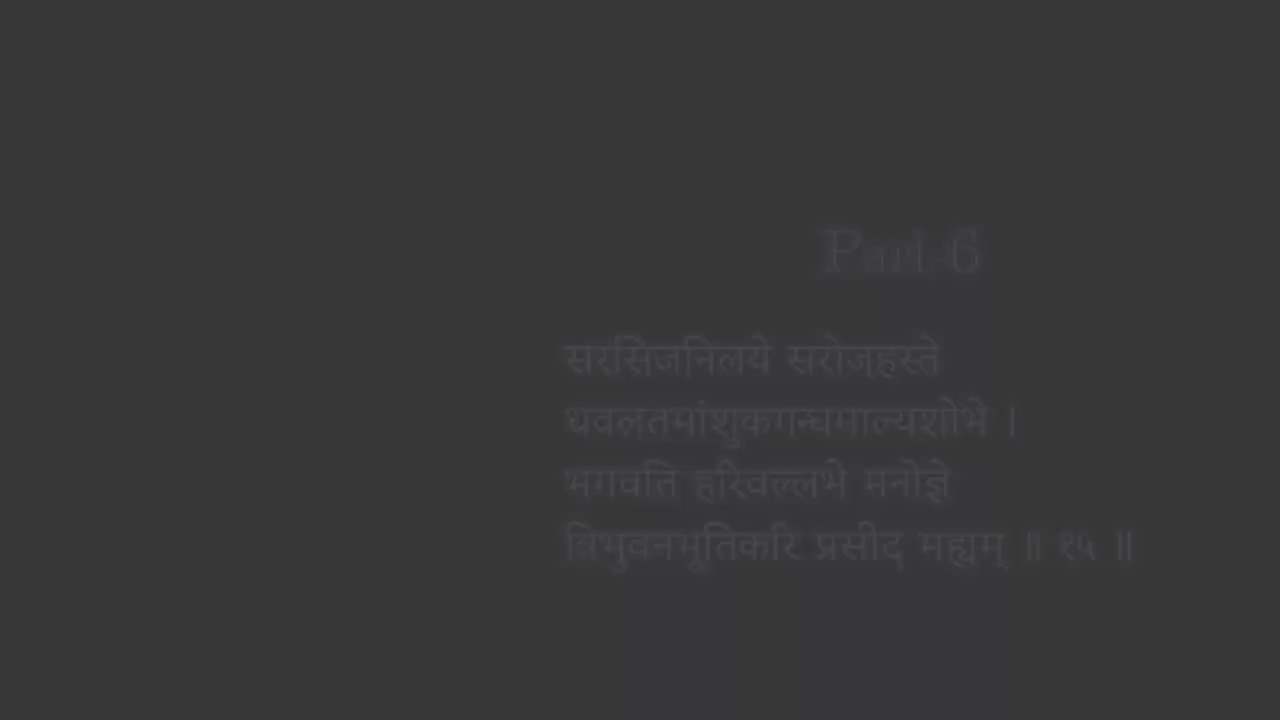 Part-6
सरसिजनिलये सरोजहस्ते
धवलतमांशुकगन्धमाल्यशोभे ।
भगवति हरिवल्लभे मनोज्ञे
त्रिभुवनभूतिकरि प्रसीद मह्यम् ॥ १५ ॥